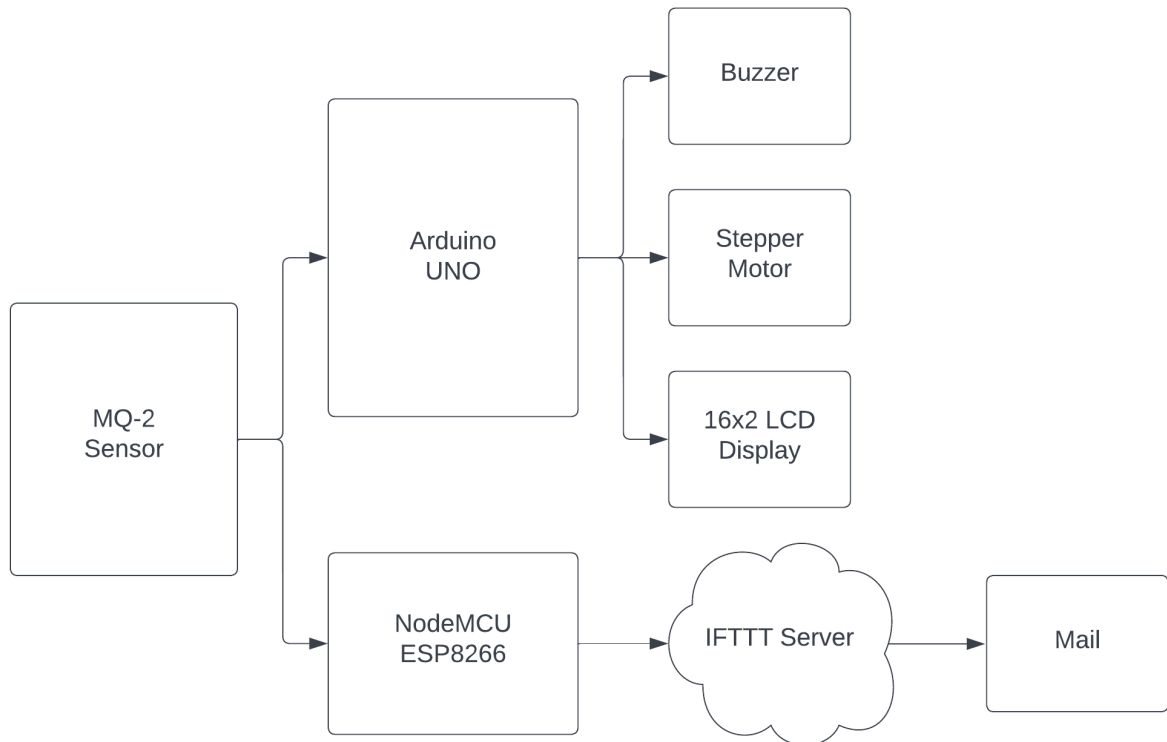 Buzzer
Arduino
UNO
Stepper
Motor
MQ-2
Sensor
16x2 LCD
Display
NodeMCU
ESP8266
IFTTT Server
Mail